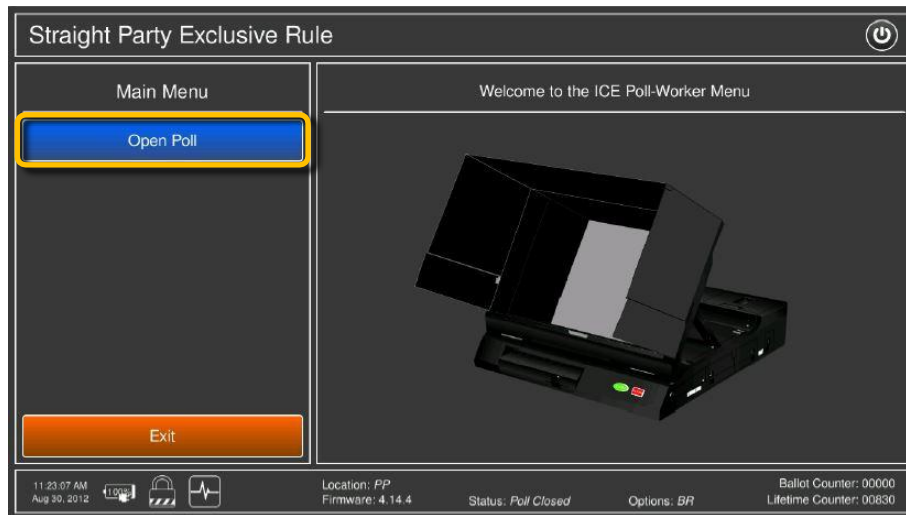 Straight Party Exclusive Rule
Main Menu
Welcome to the ICE Poll-Worker Menu
Open Poll
Exit
11:23:07 AM
Aug 30, 2012
100%
Location: PP
Firmware: 4.14.4
Status: Poll Closed
Options: BR
Ballot Counter: 00000
Lifetime Counter: 00830